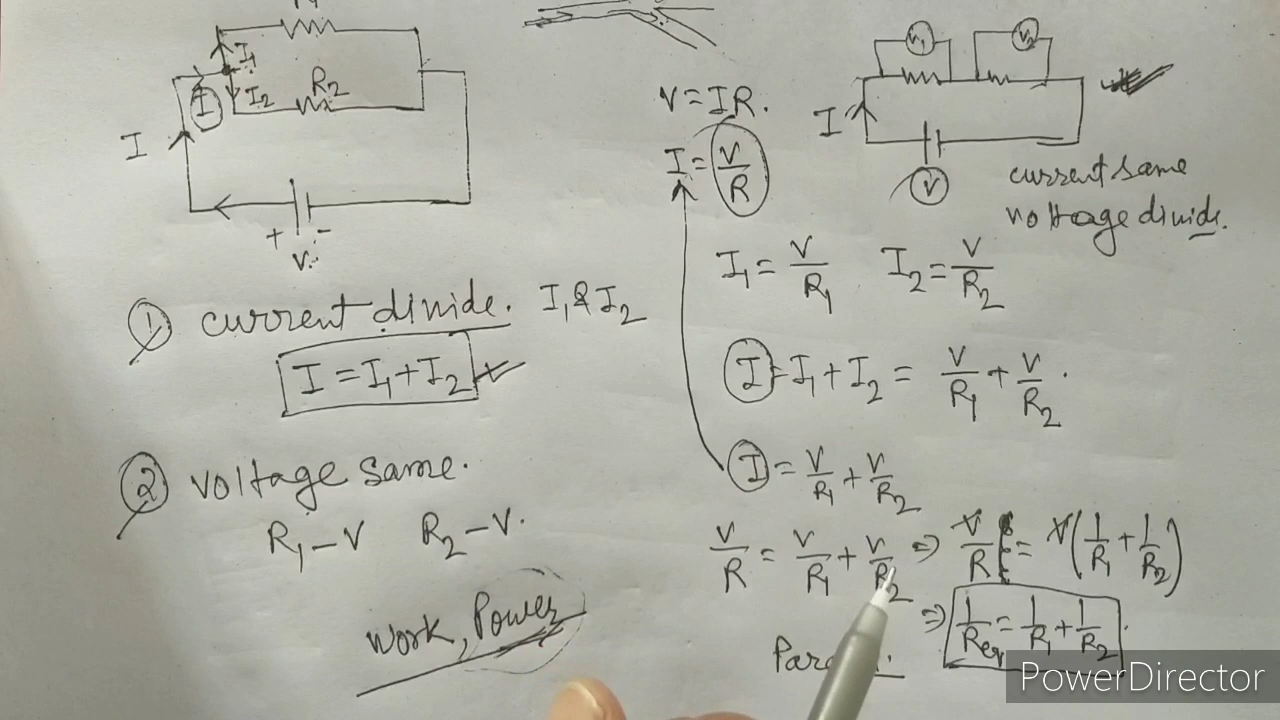 R2
I1
I2
I
I
+ -
V
① current divide. I1 & I2
I = I1 + I2
② voltage same.
R1 – V R2 – V.
Work, Power
V1 V2
I
V
current same
voltage divide.
V = IR.
I = V/R
I1 = V/R1 I2 = V/R2
I = I1 + I2 = V/R1 + V/R2.
I = V/R1 + V/R2
V/R = V/R1 + V/R2 ⇒ V/R = V(1/R1 + 1/R2)
⇒ 1/Req = 1/R1 + 1/R2.
PowerDirector